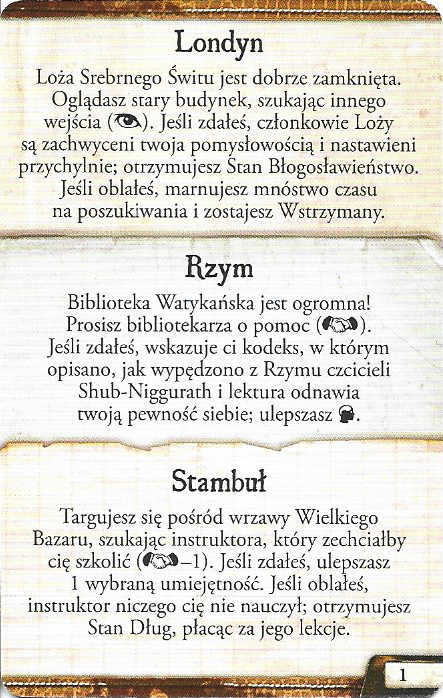 Londyn
Loża Srebrnego Świtu jest dobrze zamknięta.
Oglądasz stary budynek, szukając innego
wejścia (). Jeśli zdałeś, członkowie Loży
są zachwyceni twoja pomysłowością i nastawieni
przychylnie; otrzymujesz Stan Błogosławieństwo.
Jeśli oblałeś, marnujesz mnóstwo czasu
na poszukiwania i zostajesz Wstrzymany.
Rzym
Biblioteka Watykańska jest ogromna!
Prosisz bibliotekarza o pomoc ().
Jeśli zdałeś, wskazuje ci kodeks, w którym
opisano, jak wypędzono z Rzymu czcicieli
Shub-Niggurath i lektura odnawia
twoją pewność siebie; ulepszasz .
Stambuł
Targujesz się pośród wrzawy Wielkiego
Bazaru, szukając instruktora, który zechciałby
cię szkolić (–1). Jeśli zdałeś, ulepszasz
1 wybraną umiejętność. Jeśli oblałeś,
instruktor niczego cię nie nauczył; otrzymujesz
Stan Dług, płacąc za jego lekcje.
1